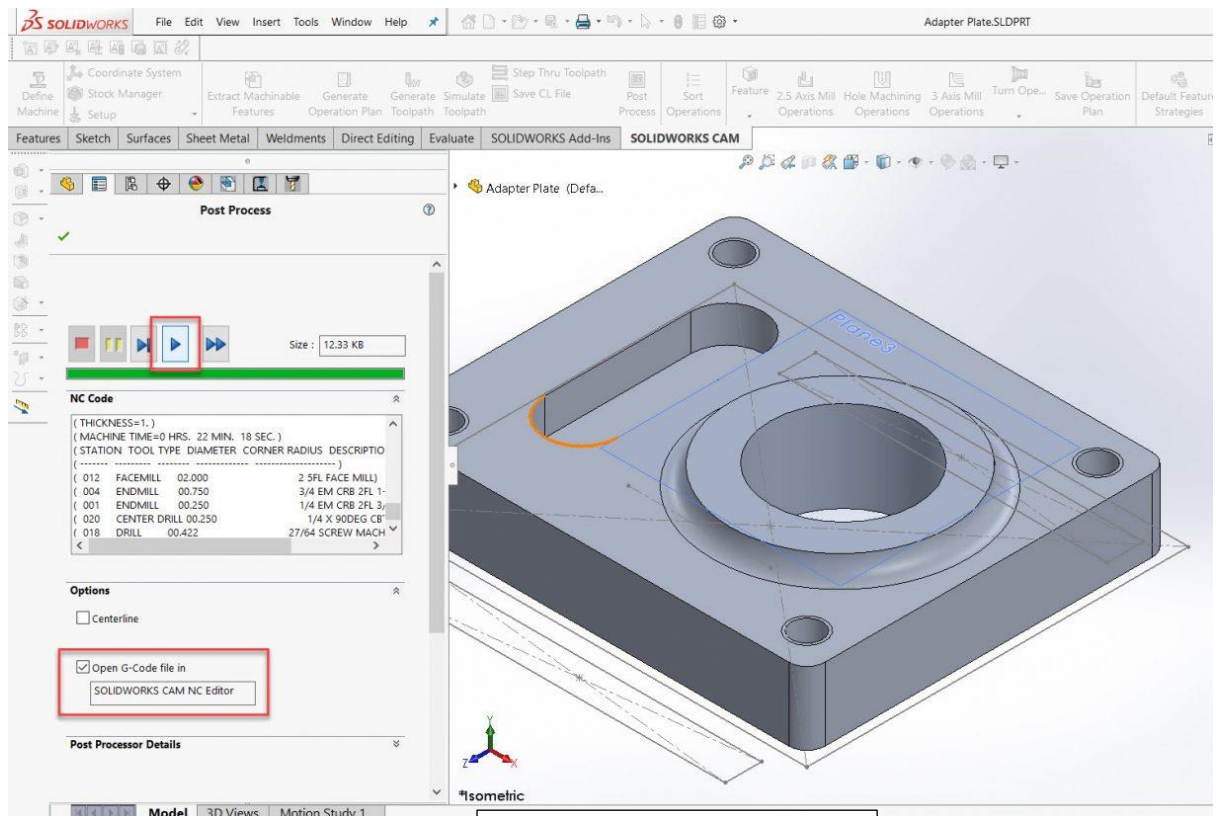 SOLIDWORKS File Edit View Insert Tools Window Help Adapter Plate.SLDPRT
Coordinate System Step Thru Toolpath
Define Stock Manager Extract Machinable Generate Generate Simulate Save CL File Post Sort Feature 2.5 Axis Mill Hole Machining 3 Axis Mill Turn Ope... Save Operation Default Feature
Machine Setup Features Operation Plan Toolpath Toolpath Process Operations Operations Operations Operations Plan Strategies
Features Sketch Surfaces Sheet Metal Weldments Direct Editing Evaluate SOLIDWORKS Add-Ins SOLIDWORKS CAM
Adapter Plate (Defa...
Post Process
Plane3
Size : 12.33 KB
NC Code
( THICKNESS=1. )
( MACHINE TIME=0 HRS. 22 MIN. 18 SEC. )
( STATION TOOL TYPE DIAMETER CORNER RADIUS DESCRIPTIO
( ------- --------- -------- ------------- -------------------- )
( 012 FACEMILL 02.000 2 5FL FACE MILL)
( 004 ENDMILL 00.750 3/4 EM CRB 2FL 1-
( 001 ENDMILL 00.250 1/4 EM CRB 2FL 3/
( 020 CENTER DRILL 00.250 1/4 X 90DEG
( 018 DRILL 00.422 27/64 SCREW MACH
Options
Centerline
Open G-Code file in
SOLIDWORKS CAM NC Editor
Post Processor Details
Y
Z X
*Isometric
Model 3D Views Motion Study 1